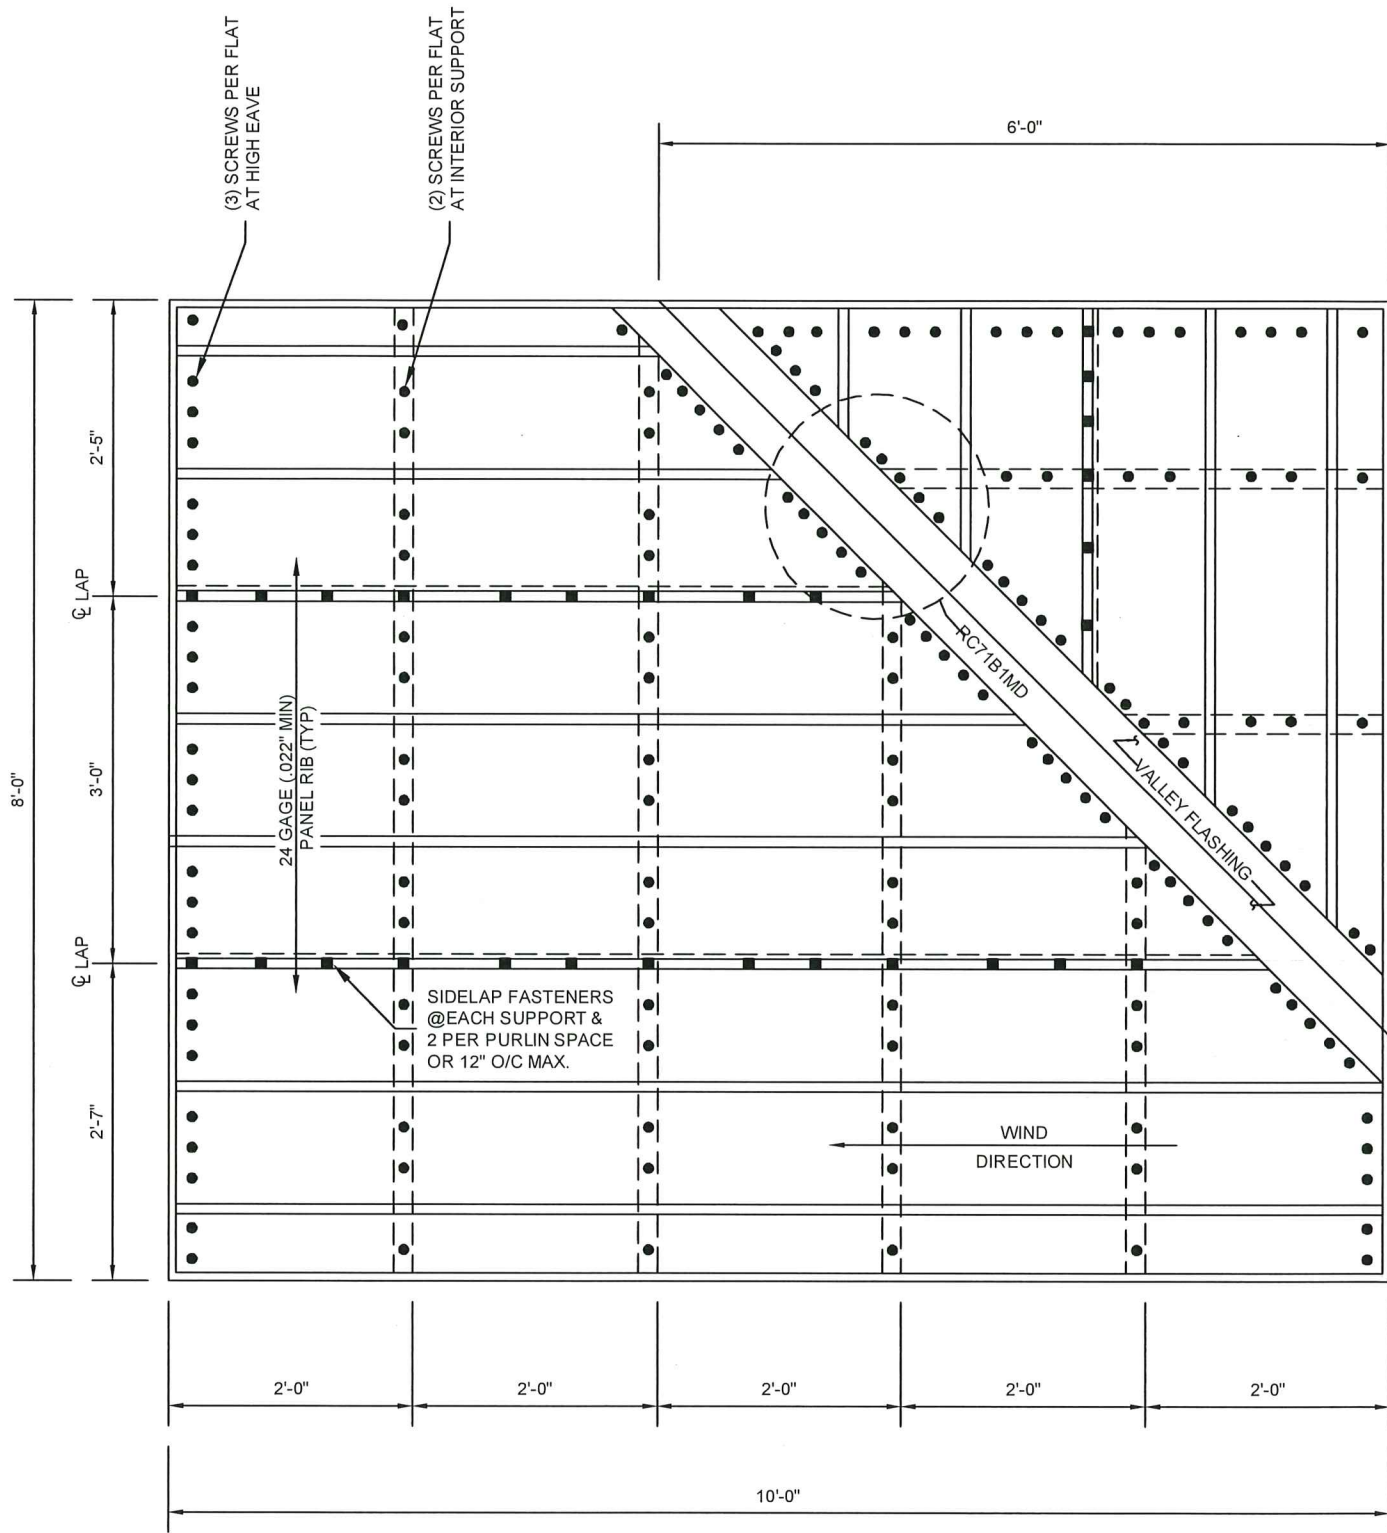 (3) SCREWS PER FLAT
AT HIGH EAVE
(2) SCREWS PER FLAT
AT INTERIOR SUPPORT
6'-0"
8'-0"
2'-5"
℄ LAP
3'-0"
℄ LAP
2'-7"
24 GAGE (.022" MIN)
PANEL RIB (TYP)
RC71B1MD
VALLEY FLASHING
SIDELAP FASTENERS
@EACH SUPPORT &
2 PER PURLIN SPACE
OR 12" O/C MAX.
WIND
DIRECTION
2'-0"
2'-0"
2'-0"
2'-0"
2'-0"
10'-0"